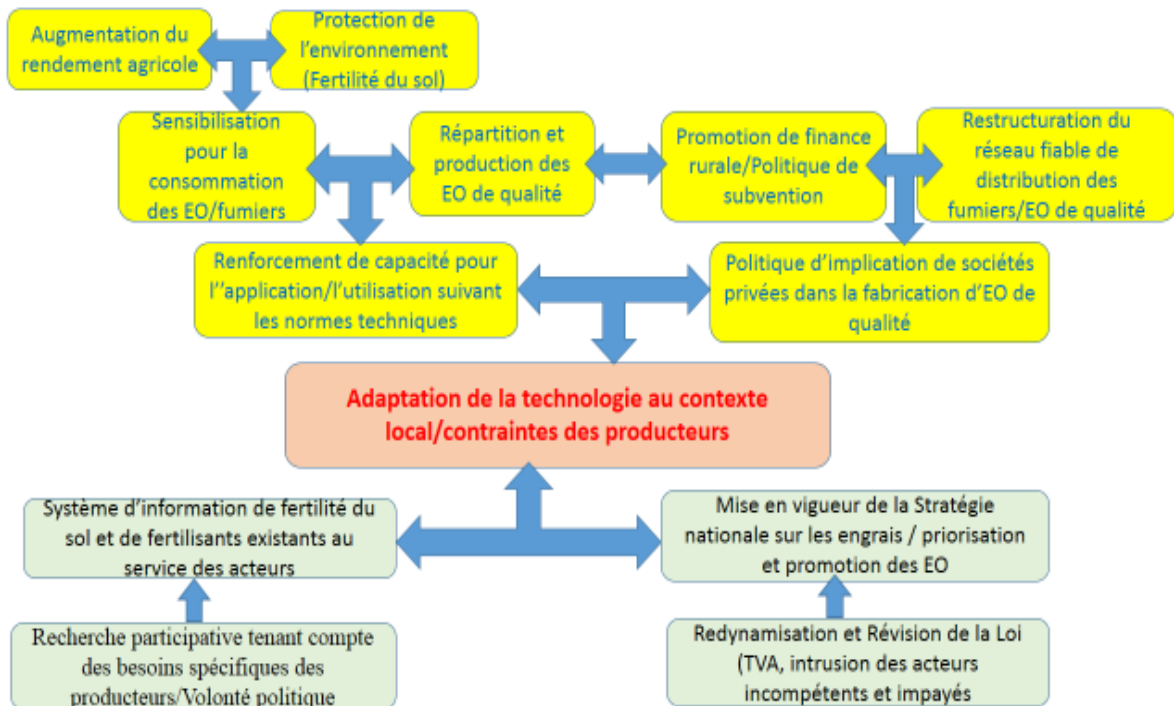 Augmentation du
rendement agricole
Protection de
l'environnement
(Fertilité du sol)
Sensibilisation
pour la
consommation
des EO/fumiers
Répartition et
production des
EO de qualité
Promotion de finance
rurale/Politique de
subvention
Restructuration du
réseau fiable de
distribution des
fumiers/EO de qualité
Renforcement de capacité pour
l''application/l'utilisation suivant
les normes techniques
Politique d'implication de sociétés
privées dans la fabrication d'EO de
qualité
Adaptation de la technologie au contexte
local/contraintes des producteurs
Système d'information de fertilité du
sol et de fertilisants existants au
service des acteurs
Mise en vigueur de la Stratégie
nationale sur les engrais / priorisation
et promotion des EO
Recherche participative tenant compte
des besoins spécifiques des
producteurs/Volonté politique
Redynamisation et Révision de la Loi
(TVA, intrusion des acteurs
incompétents et impayés